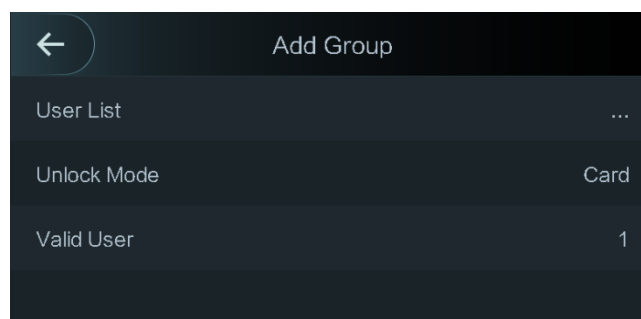 Add Group
User List ...
Unlock Mode Card
Valid User 1